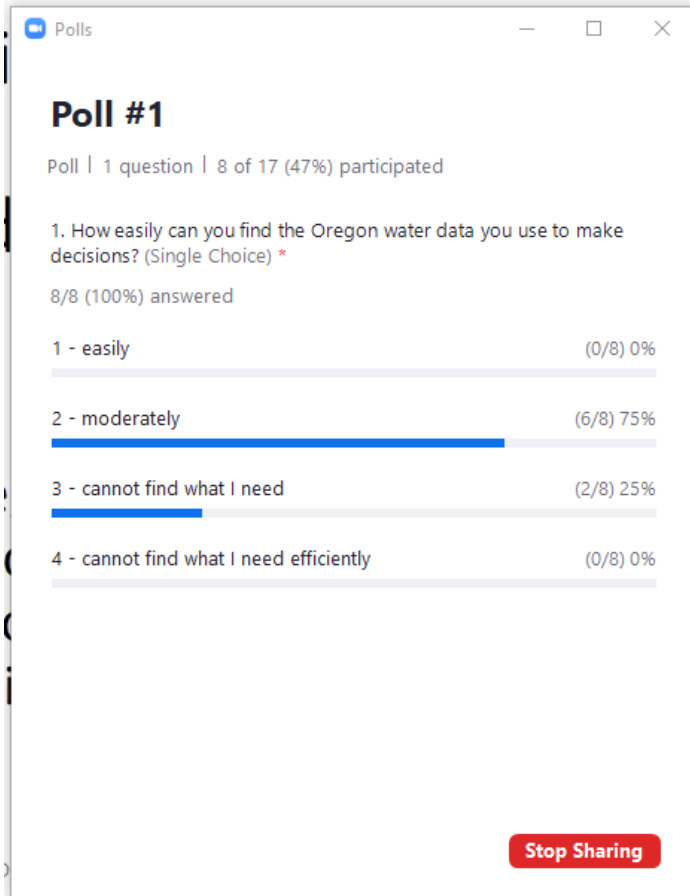 Polls
Poll #1
Poll | 1 question | 8 of 17 (47%) participated
1. How easily can you find the Oregon water data you use to make
decisions? (Single Choice) *
8/8 (100%) answered
1 - easily (0/8) 0%
2 - moderately (6/8) 75%
3 - cannot find what I need (2/8) 25%
4 - cannot find what I need efficiently (0/8) 0%
Stop Sharing